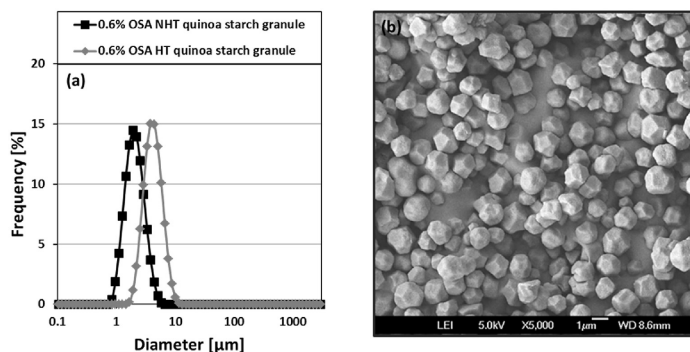 0.6% OSA NHT quinoa starch granule
0.6% OSA HT quinoa starch granule
(a)
Frequency [%]
20
15
10
5
0
0.1 1 10 100 1000
Diameter [µm]
(b)
LEI 5.0kV X5,000 1µm WD 8.6mm